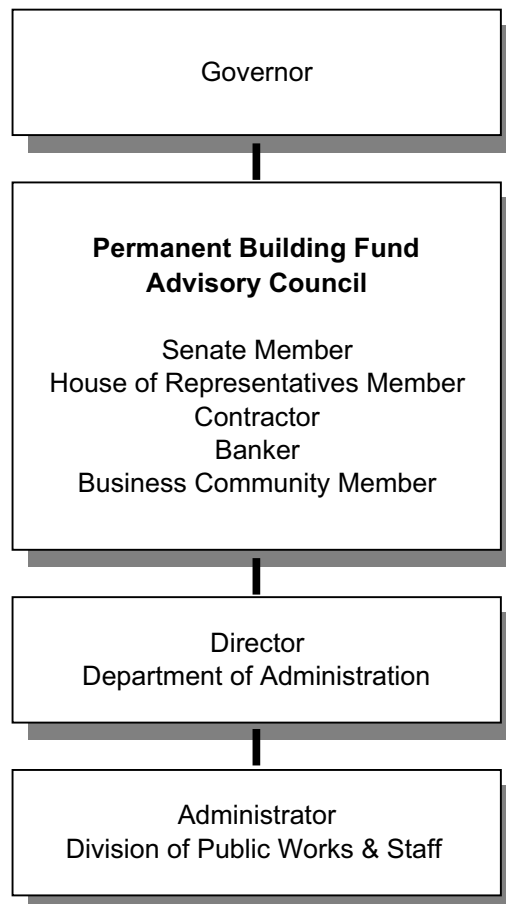 Governor
Permanent Building Fund
Advisory Council
Senate Member
House of Representatives Member
Contractor
Banker
Business Community Member
Director
Department of Administration
Administrator
Division of Public Works & Staff